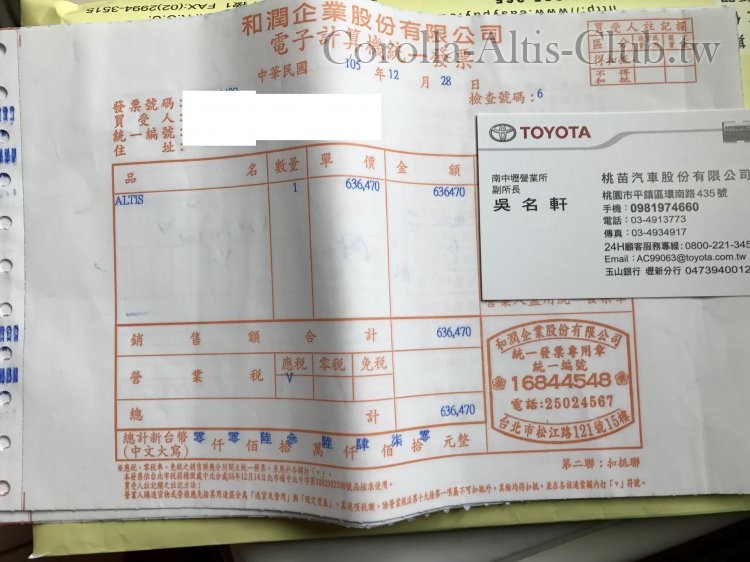 樓1 FAX(02)2994-3515
和潤企業股份有限公司
電子計算機統一發票
中華民國 105 年 12 月 28 日
檢查號碼:6
買受人註記欄
發票號碼:
買受人:
統一編號:
住 址:
品 名 數量 單 價 金 額
ALTIS 1 636,470 636470
銷 售 額 合 計 636,470
營 業 稅 應稅 零稅 免稅
V
總 計 636,470
總計新台幣 零 仟 零 佰 陸 拾 參 萬 陸 仟 肆 佰 柒 拾 零 元整
(中文大寫)
第二聯:扣抵聯
Corolla-Altis-Club.tw
TOYOTA
HYBRID
南中壢營業所
副所長
吳名軒
桃苗汽車股份有限公司
桃園市平鎮區環南路435號
手機:0981974660
電話:03-4913773
傳真:03-4934917
24H顧客服務專線:0800-221-345
Email:AC99063@toyota.com.tw
玉山銀行 壢新分行 0473940012
和潤企業股份有限公司
統一發票專用章
統一編號
16844548
電話:25024567
台北市松江路121號15樓